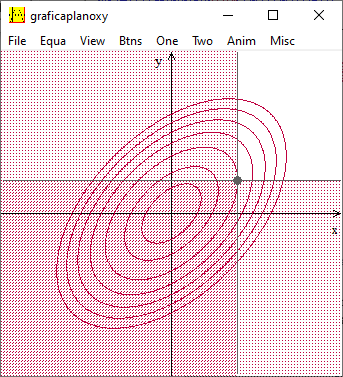 graficaplanoxy
File Equa View Btns One Two Anim Misc
y
x